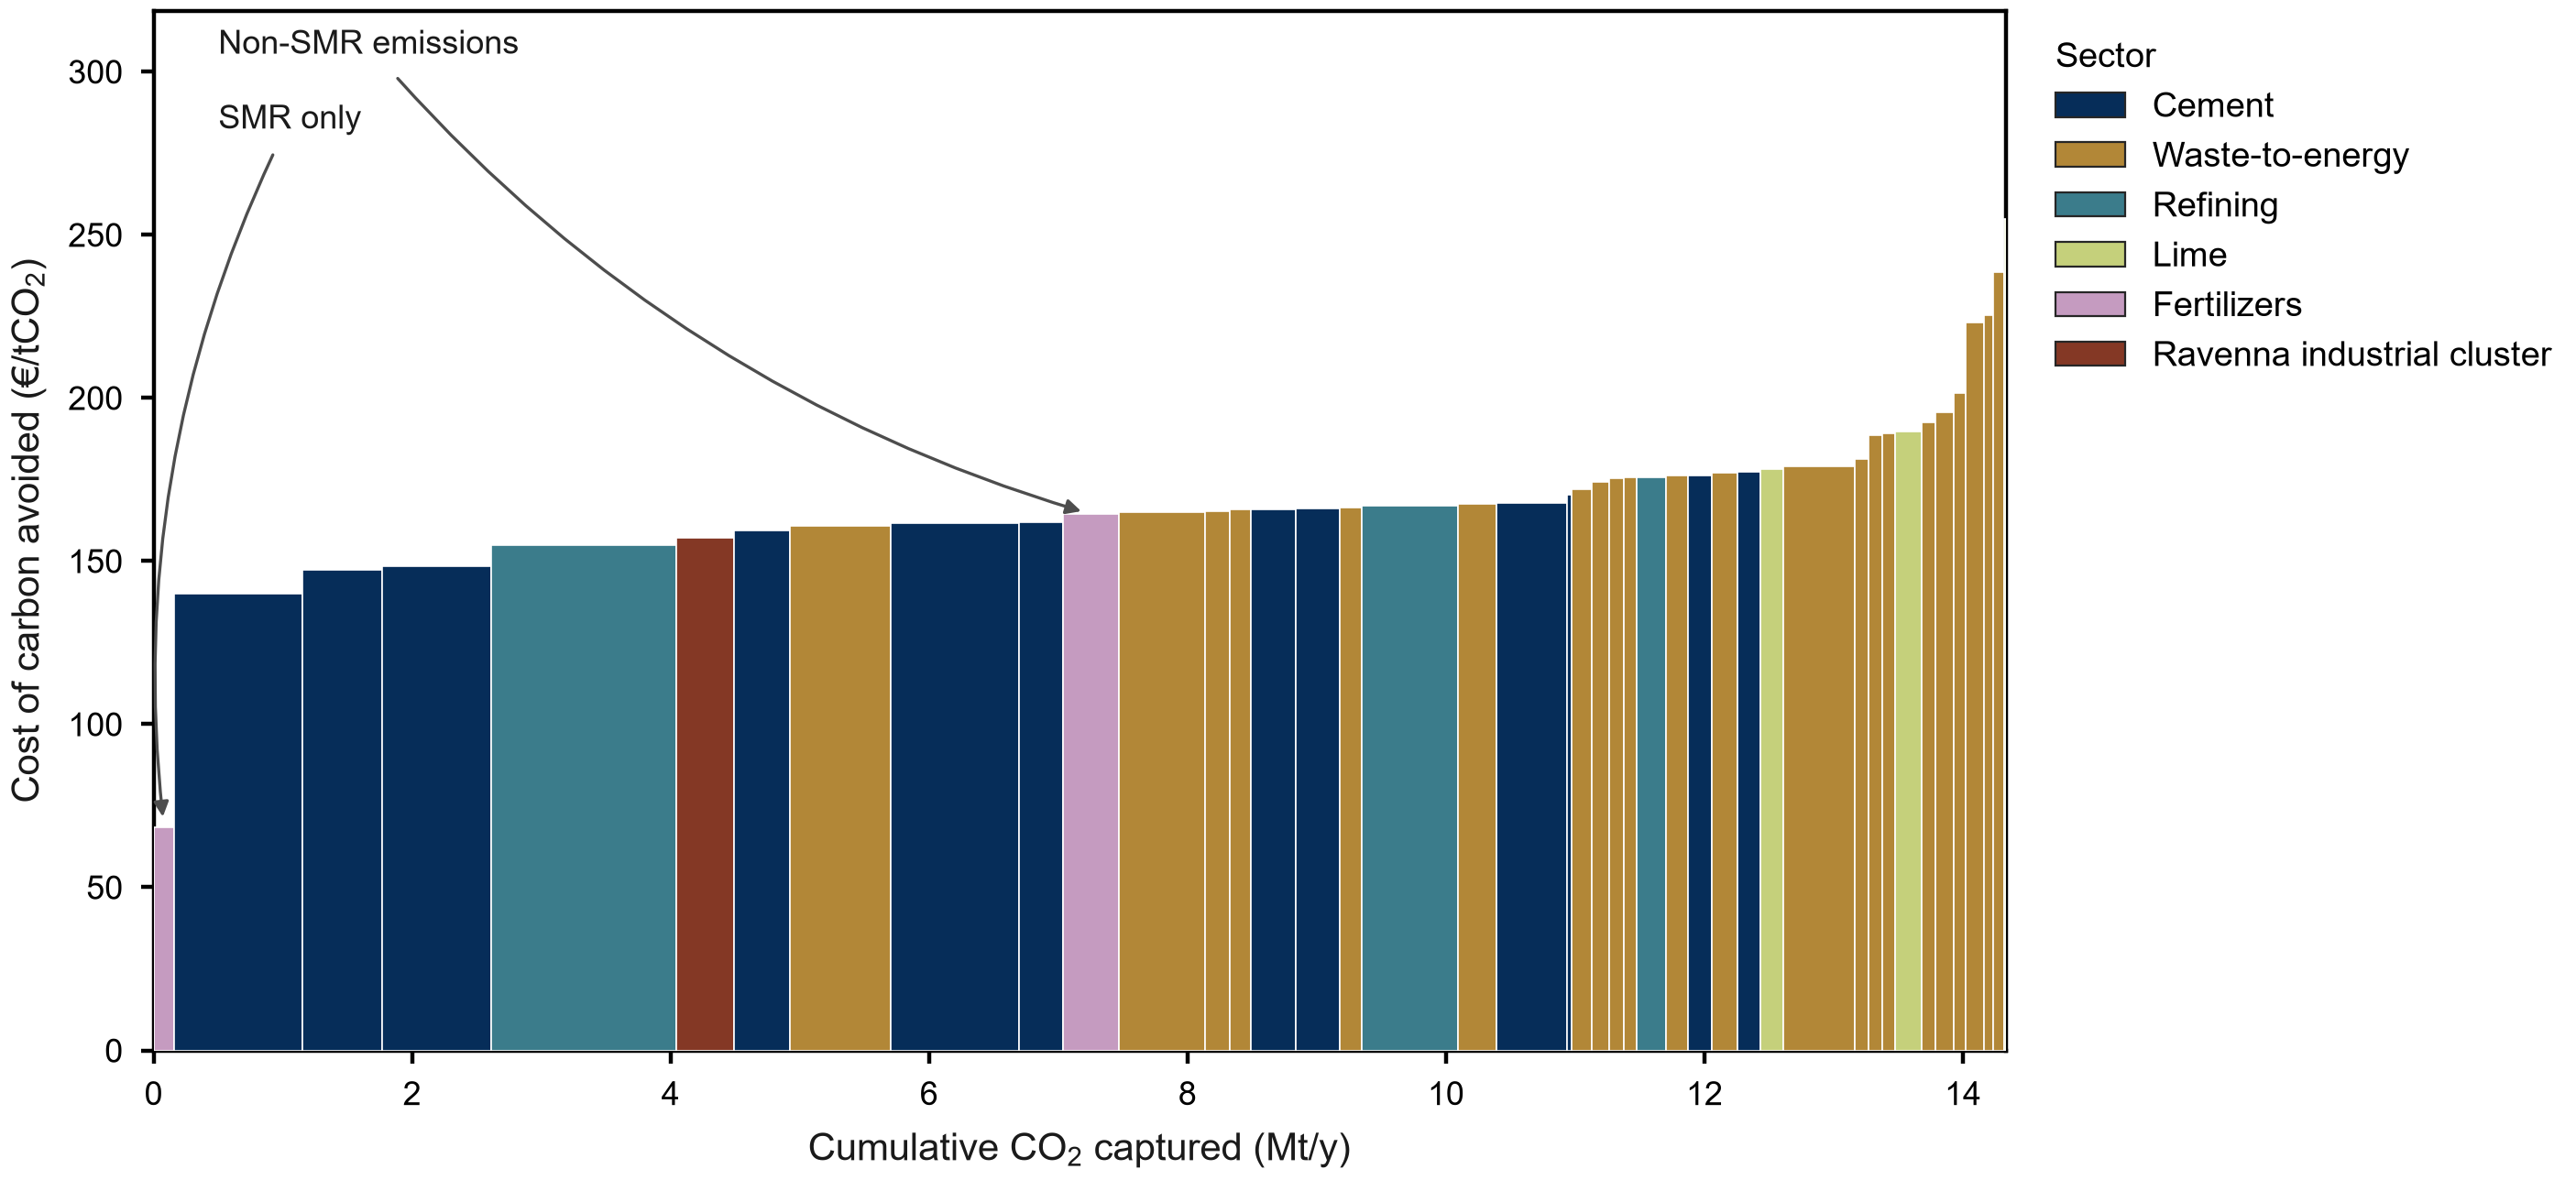 Non-SMR emissions
SMR only
300
250
200
150
100
50
0
Cost of carbon avoided (€/tCO₂)
0 2 4 6 8 10 12 14
Cumulative CO₂ captured (Mt/y)
Sector
Cement
Waste-to-energy
Refining
Lime
Fertilizers
Ravenna industrial cluster